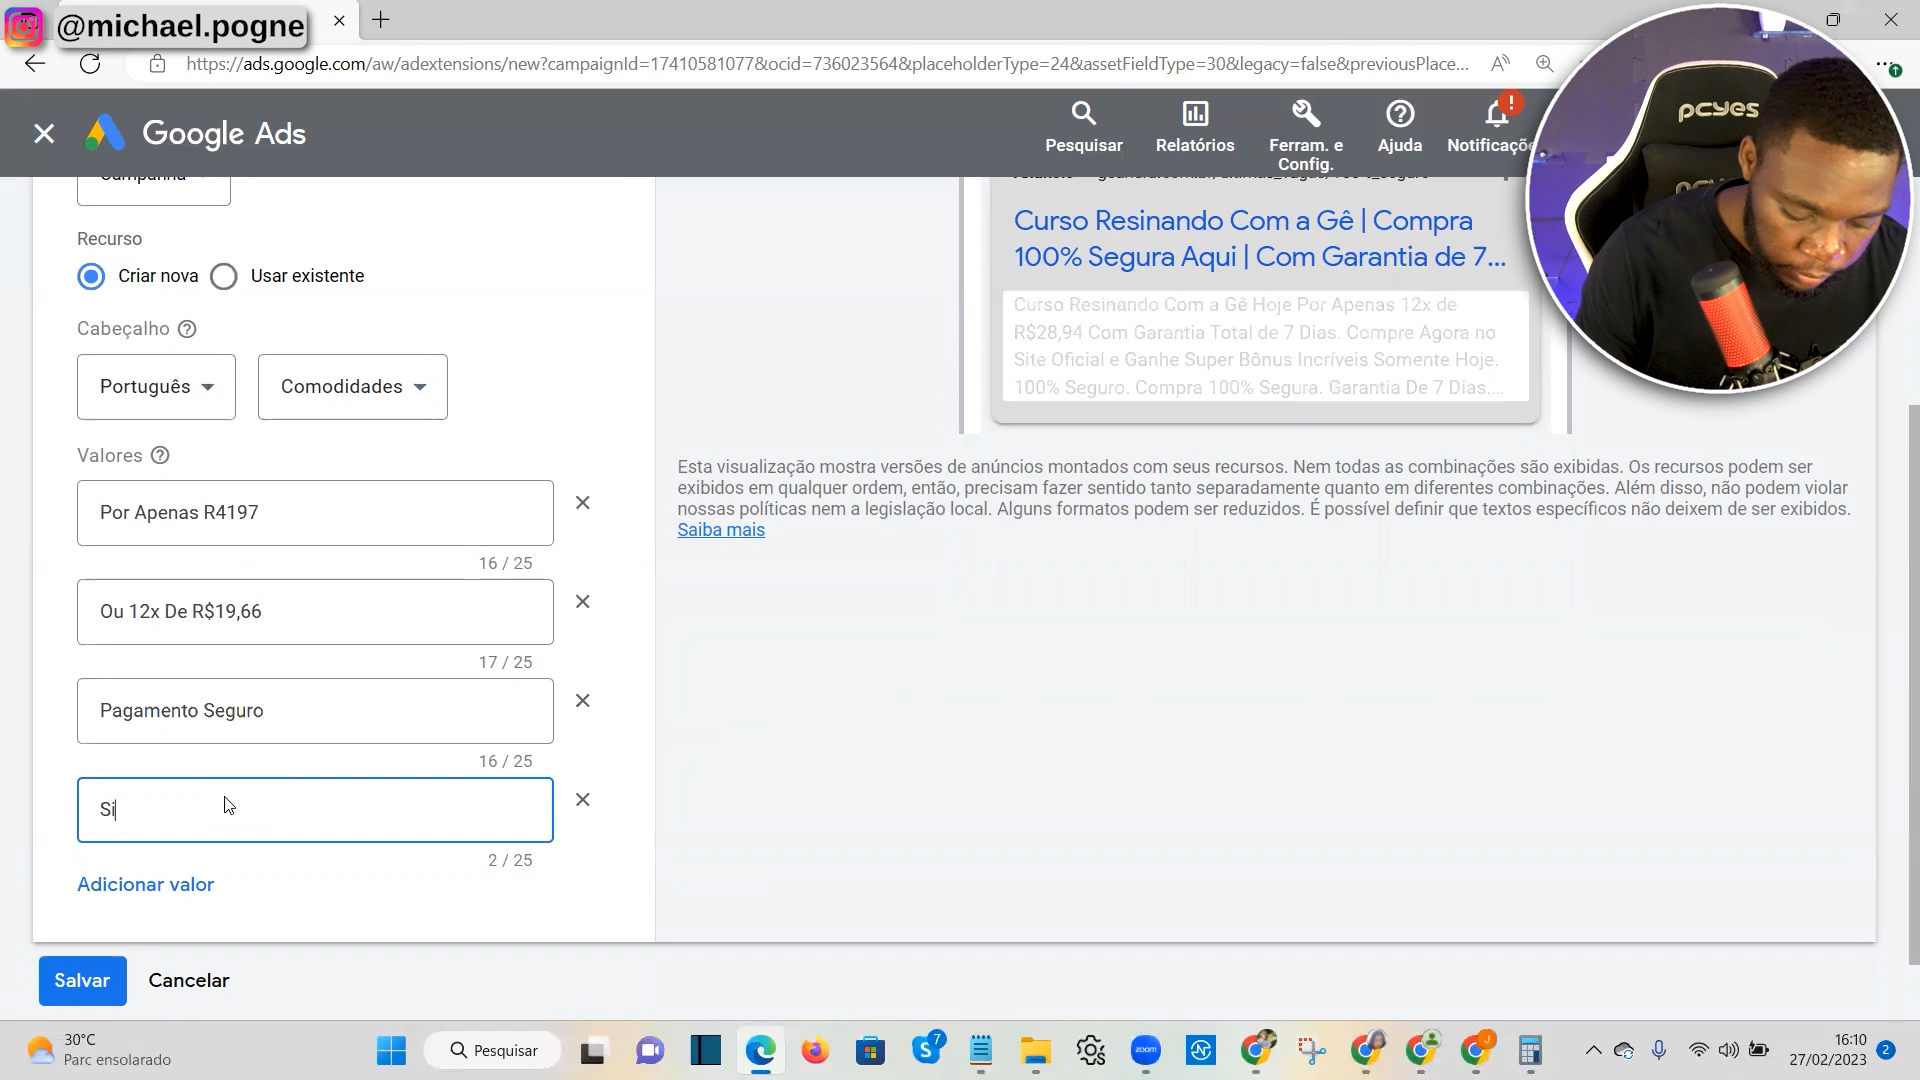 @michael.pogne
https://ads.google.com/aw/adextensions/new?campaignId=17410581077&ocid=736023564&placeholderType=24&assetFieldType=30&legacy=false&previousPlace...
Google Ads
Pesquisar
Relatórios
Ferram. e
Config.
Ajuda
Notificaçõe
pcyes
Campanha
Recurso
Criar nova
Usar existente
Cabeçalho
Português
Comodidades
Valores
Por Apenas R4197
16 / 25
Ou 12x De R$19,66
17 / 25
Pagamento Seguro
16 / 25
Si
2 / 25
Adicionar valor
Salvar
Cancelar
Curso Resinando Com a Gê | Compra
100% Segura Aqui | Com Garantia de 7...
Curso Resinando Com a Gê Hoje Por Apenas 12x de
R$28,94 Com Garantia Total de 7 Dias. Compre Agora no
Site Oficial e Ganhe Super Bônus Incríveis Somente Hoje.
100% Seguro. Compra 100% Segura. Garantia De 7 Dias....
Esta visualização mostra versões de anúncios montados com seus recursos. Nem todas as combinações são exibidas. Os recursos podem ser
exibidos em qualquer ordem, então, precisam fazer sentido tanto separadamente quanto em diferentes combinações. Além disso, não podem violar
nossas políticas nem a legislação local. Alguns formatos podem ser reduzidos. É possível definir que textos específicos não deixem de ser exibidos.
Saiba mais
30°C
Parc ensolarado
Pesquisar
7
zoom
16:10
27/02/2023
2